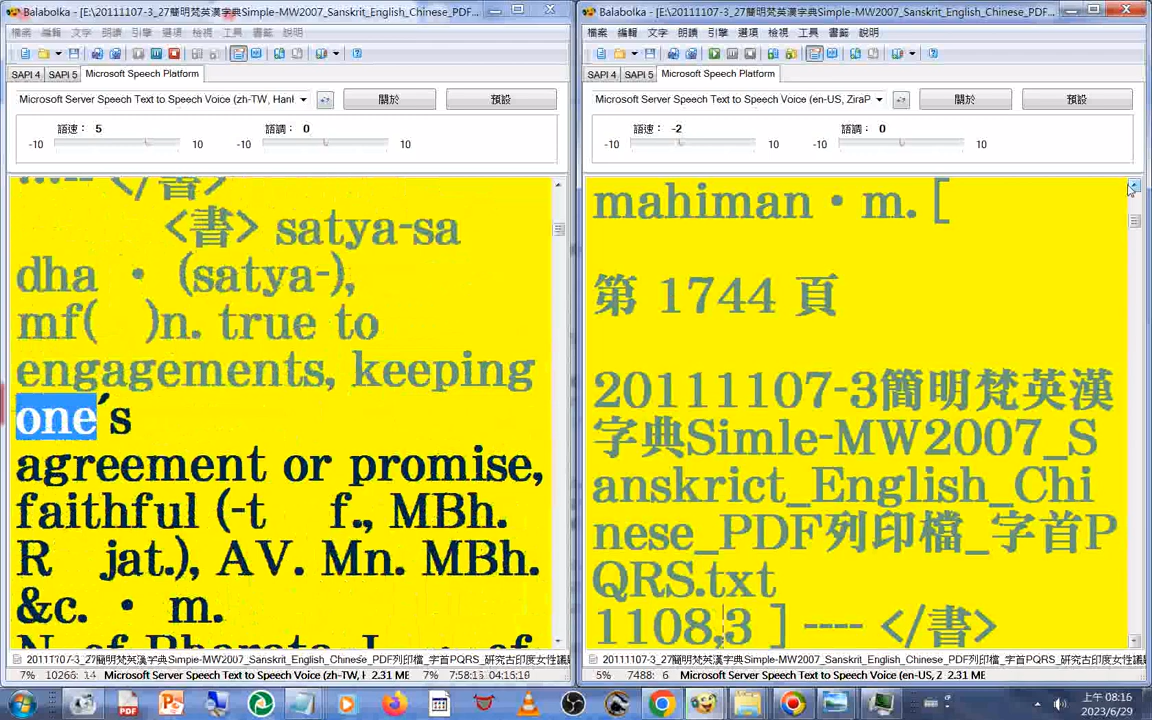 Balabolka - [E:\20111107-3_27簡明梵英漢字典Simple-MW2007_Sanskrit_English_Chinese_PDF...
檔案 編輯 文字 朗讀 引擎 選項 檢視 工具 書籤 說明
SAPI 4 SAPI 5 Microsoft Speech Platform
Microsoft Server Speech Text to Speech Voice (zh-TW, Hanl
關於
預設
語速: 5
語調: 0
-10 10 -10 10
..... </書>
<書> satya-sa
dha • (satya-),
mf( )n. true to
engagements, keeping
one´s
agreement or promise,
faithful (-t f., MBh.
R jat.), AV. Mn. MBh.
&c. • m.
N. of Bharata, L. of
20111107-3_27簡明梵英漢字典Simple-MW2007_Sanskrit_English_Chinese_PDF列印檔_字首PQRS_研究古印度女性議
7% 10266: 14 Microsoft Server Speech Text to Speech Voice (zh-TW, H 2.31 ME
Balabolka - [E:\20111107-3_27簡明梵英漢字典Simple-MW2007_Sanskrit_English_Chinese_PDF...
檔案 編輯 文字 朗讀 引擎 選項 檢視 工具 書籤 說明
SAPI 4 SAPI 5 Microsoft Speech Platform
Microsoft Server Speech Text to Speech Voice (en-US, ZiraP
關於
預設
語速: -2
語調: 0
-10 10 -10 10
mahiman • m. [
第 1744 頁
20111107-3簡明梵英漢
字典Simle-MW2007_S
anskrict_English_Chi
nese_PDF列印檔_字首P
QRS.txt
1108,3 ] ---- </書>
20111107-3_27簡明梵英漢字典Simple-MW2007_Sanskrit_English_Chinese_PDF列印檔_字首PQRS_研究古印度女性議
7% 7:58:15 04:15:19
5% 7488: 6 Microsoft Server Speech Text to Speech Voice (en-US, Z 2.31 ME
上午 08:16
2023/6/29